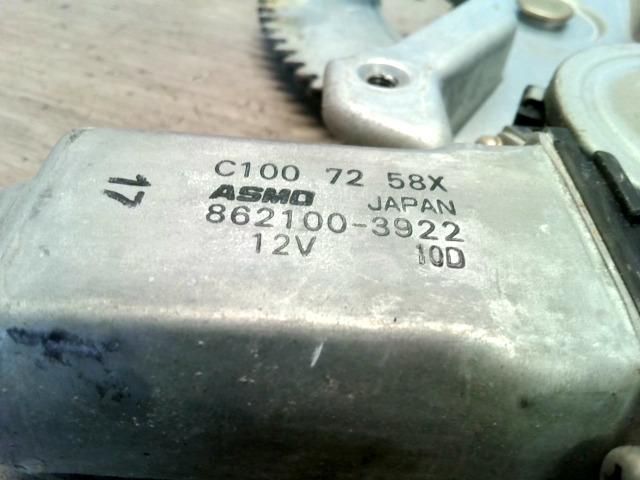 C100 72 58X
ASMO JAPAN
862100-3922
12V 10D
17